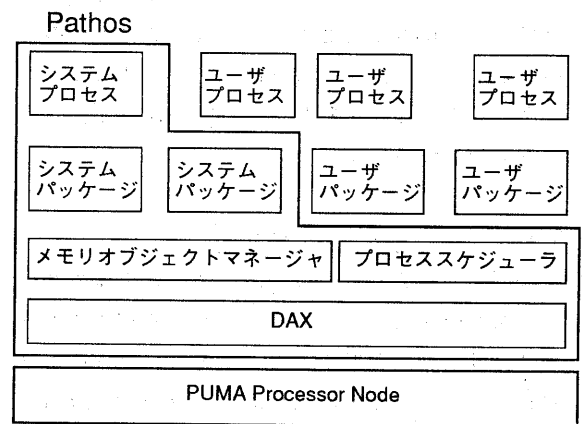 Pathos
システム
プロセス
ユーザ
プロセス
ユーザ
プロセス
ユーザ
プロセス
システム
パッケージ
システム
パッケージ
ユーザ
パッケージ
ユーザ
パッケージ
メモリオブジェクトマネージャ
プロセススケジューラ
DAX
PUMA Processor Node